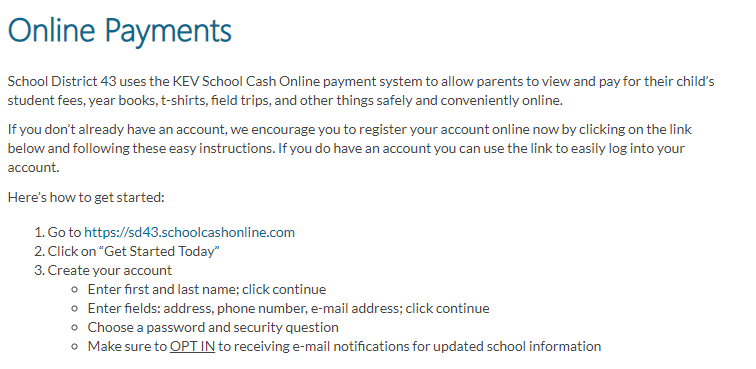 Online Payments
School District 43 uses the KEV School Cash Online payment system to allow parents to view and pay for their child's
student fees, year books, t-shirts, field trips, and other things safely and conveniently online.
If you don't already have an account, we encourage you to register your account online now by clicking on the link
below and following these easy instructions. If you do have an account you can use the link to easily log into your
account.
Here's how to get started:
1. Go to https://sd43.schoolcashonline.com
2. Click on "Get Started Today"
3. Create your account
Enter first and last name; click continue
Enter fields: address, phone number, e-mail address; click continue
Choose a password and security question
Make sure to OPT IN to receiving e-mail notifications for updated school information